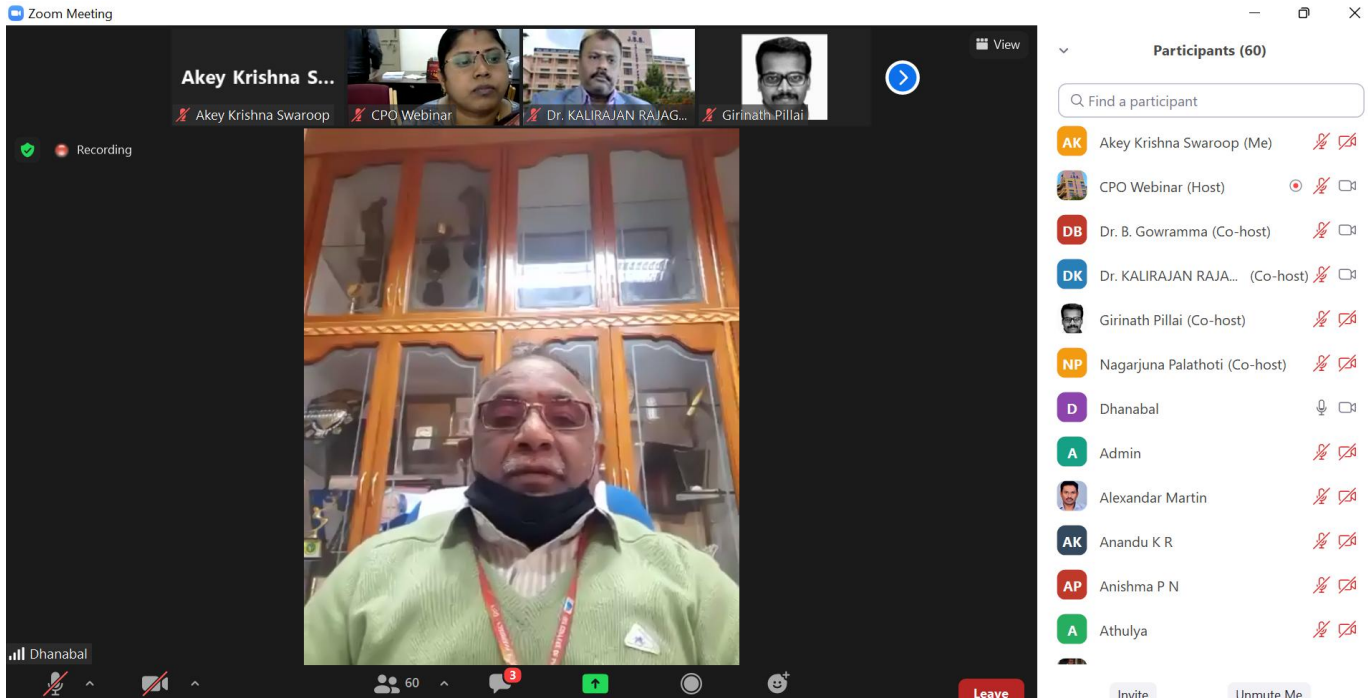 Zoom Meeting
Akey Krishna S...
Akey Krishna Swaroop
CPO Webinar
Dr. KALIRAJAN RAJAG...
Girinath Pillai
View
Recording
Dhanabal
60
3
Leave
Participants (60)
Find a participant
AK Akey Krishna Swaroop (Me)
CPO Webinar (Host)
DB Dr. B. Gowramma (Co-host)
DK Dr. KALIRAJAN RAJA... (Co-host)
Girinath Pillai (Co-host)
NP Nagarjuna Palathoti (Co-host)
D Dhanabal
A Admin
Alexandar Martin
AK Anandu K R
AP Anishma P N
A Athulya
Invite
Unmute Me